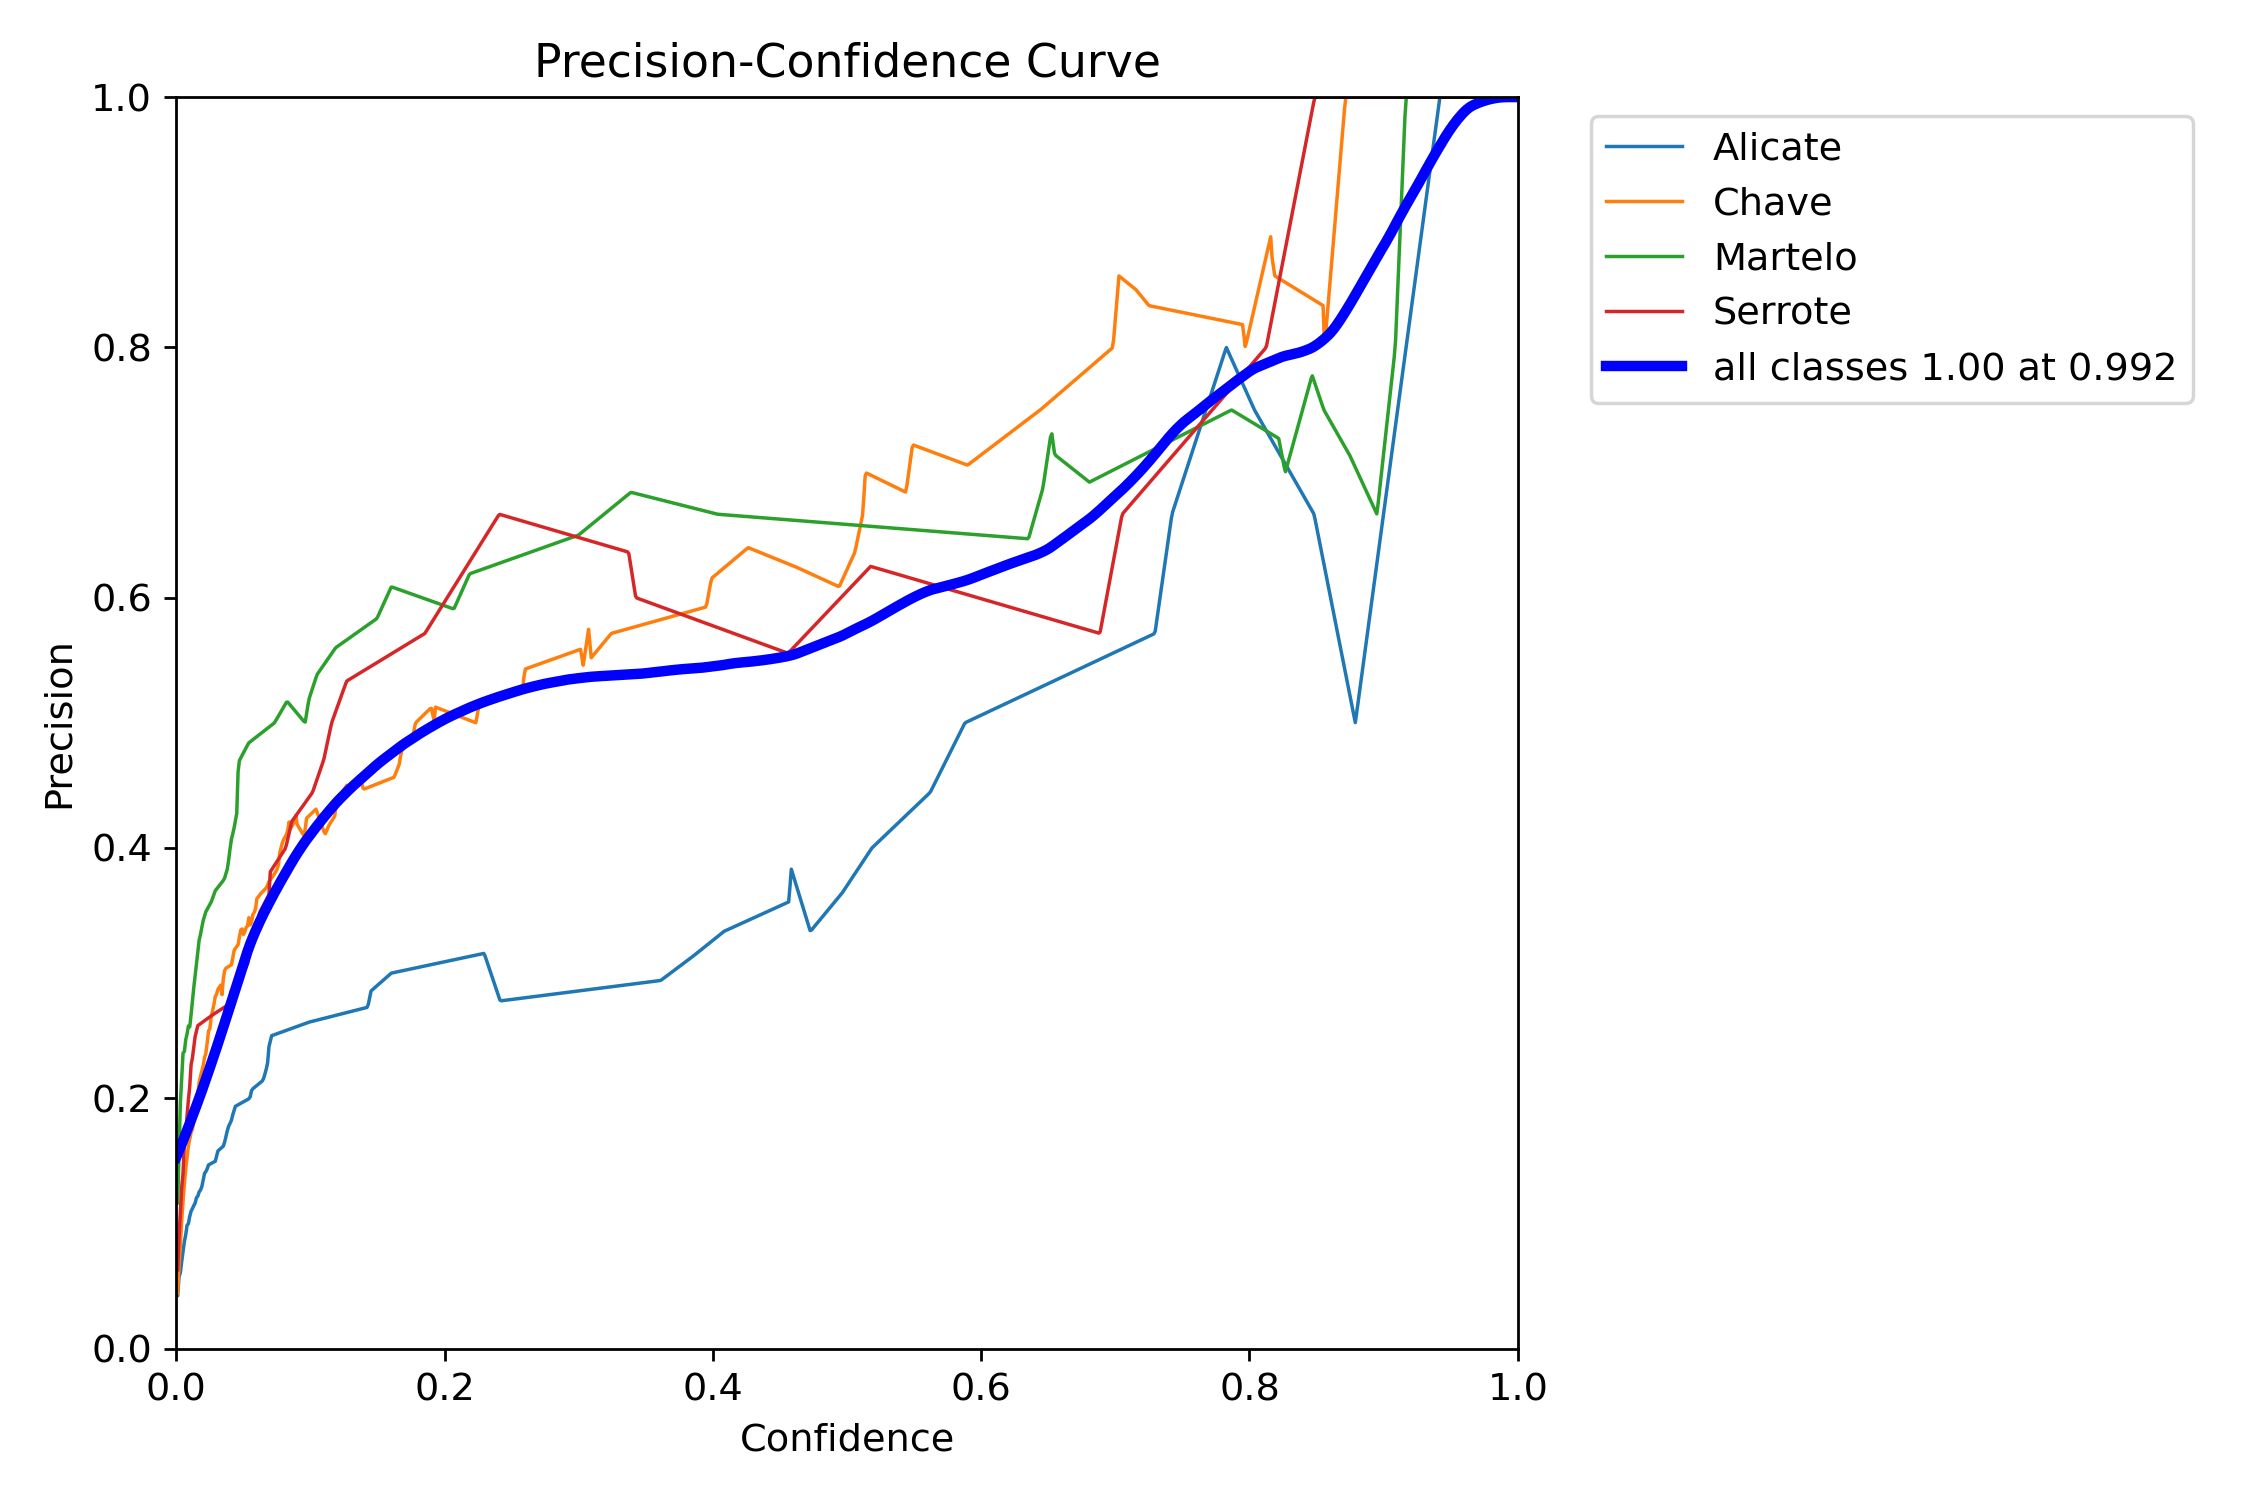 Precision-Confidence Curve
1.0
0.8
0.6
0.4
0.2
0.0
Precision
0.0 0.2 0.4 0.6 0.8 1.0
Confidence
Alicate
Chave
Martelo
Serrote
all classes 1.00 at 0.992